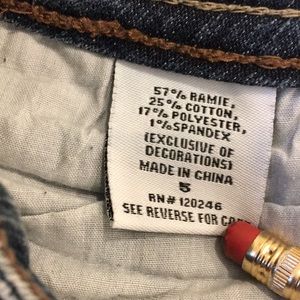 57% RAMIE,
25% COTTON,
17% POLYESTER,
1% SPANDEX
(EXCLUSIVE OF
DECORATIONS)
MADE IN CHINA
5
RN# 120246
SEE REVERSE FOR